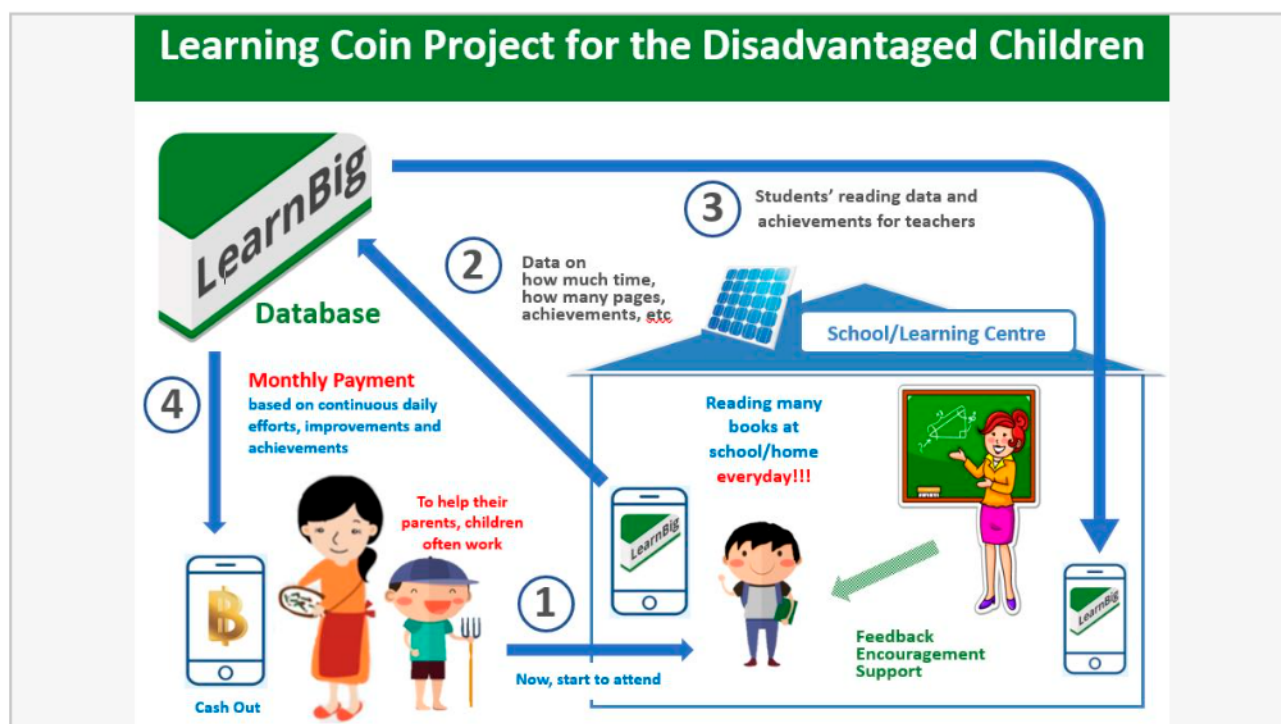 Learning Coin Project for the Disadvantaged Children
LearnBig
Database
3
Students' reading data and
achievements for teachers
2
Data on
how much time,
how many pages,
achievements, etc
School/Learning Centre
4
Monthly Payment
based on continuous daily
efforts, improvements and
achievements
Reading many
books at
school/home
everyday!!!
To help their
parents, children
often work
LearnBig
1
LearnBig
Feedback
Encouragement
Support
Now, start to attend
Cash Out